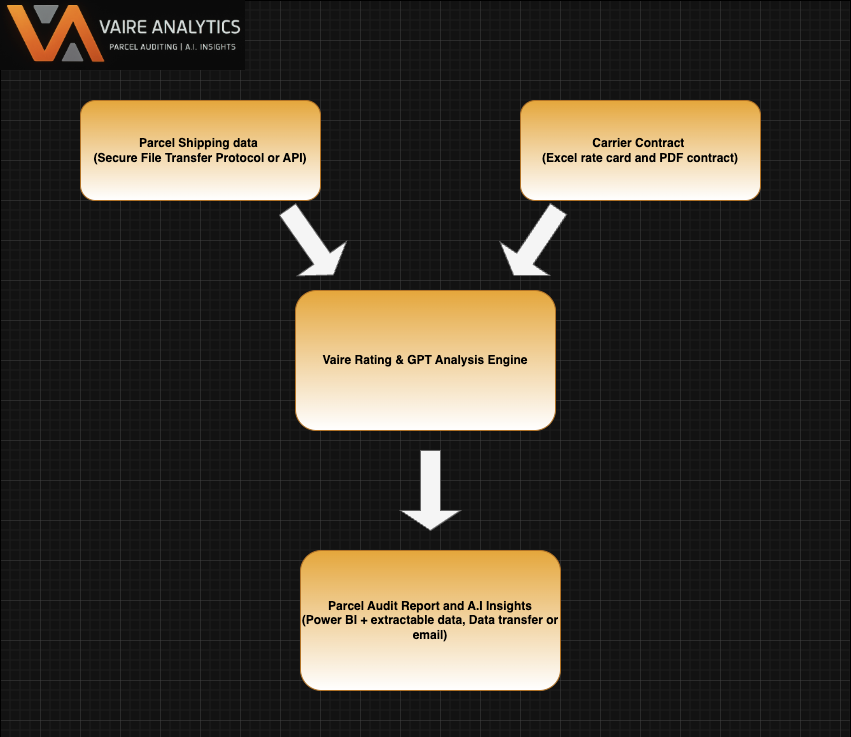 VAIRE ANALYTICS
PARCEL AUDITING | A.I. INSIGHTS
Parcel Shipping data
(Secure File Transfer Protocol or API)
Carrier Contract
(Excel rate card and PDF contract)
Vaire Rating & GPT Analysis Engine
Parcel Audit Report and A.I Insights
(Power BI + extractable data, Data transfer or
email)